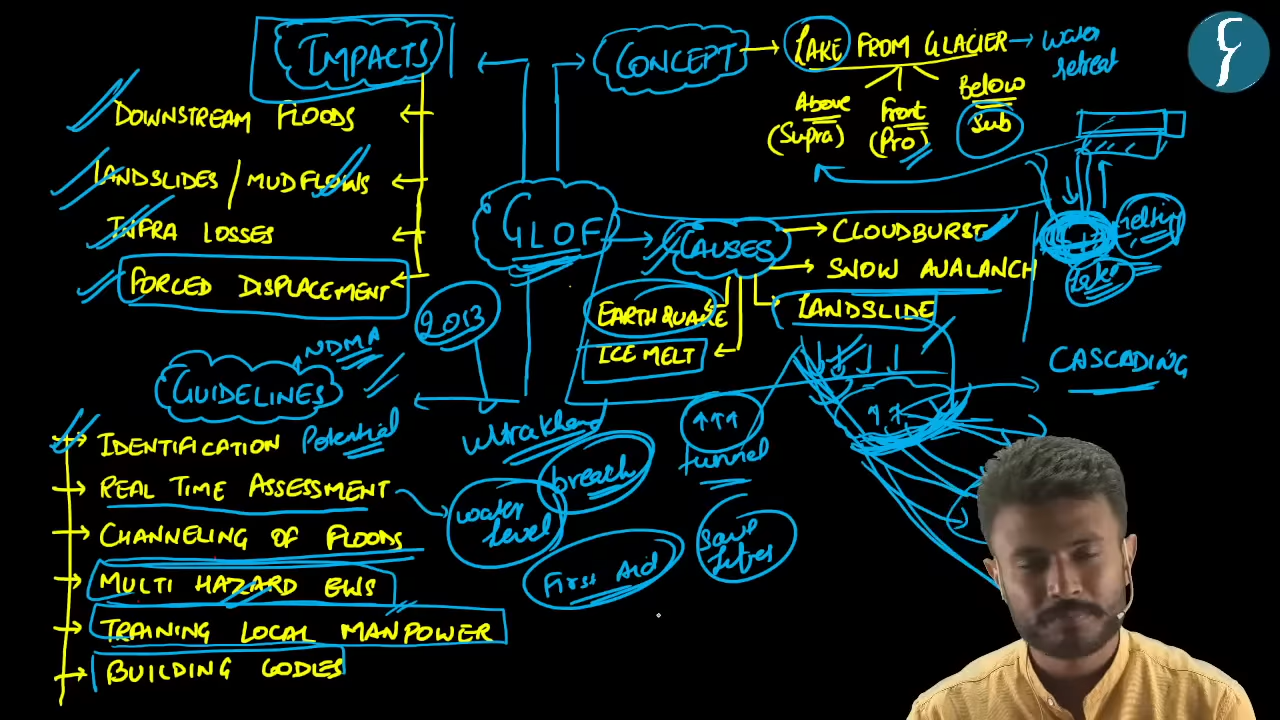 IMPACTS
DOWNSTREAM FLOODS
LANDSLIDES / MUDFLOWS
INFRA LOSSES
FORCED DISPLACEMENT
CONCEPT
LAKE FROM GLACIER
water
retreat
Above
(Supra)
Front
(Pro)
Below
Sub
GLOF
CAUSES
CLOUDBURST
SNOW AVALANCH
LANDSLIDE
EARTHQUAKE
ICE MELT
melting
lake
CASCADING
2013
Uttrakhand
NDMA
GUIDELINES
IDENTIFICATION Potential
REAL TIME ASSESSMENT
CHANNELING OF FLOODS
MULTI HAZARD EWS
TRAINING LOCAL MANPOWER
BUILDING CODES
water
level
breach
First Aid
tunnel
Save
lives